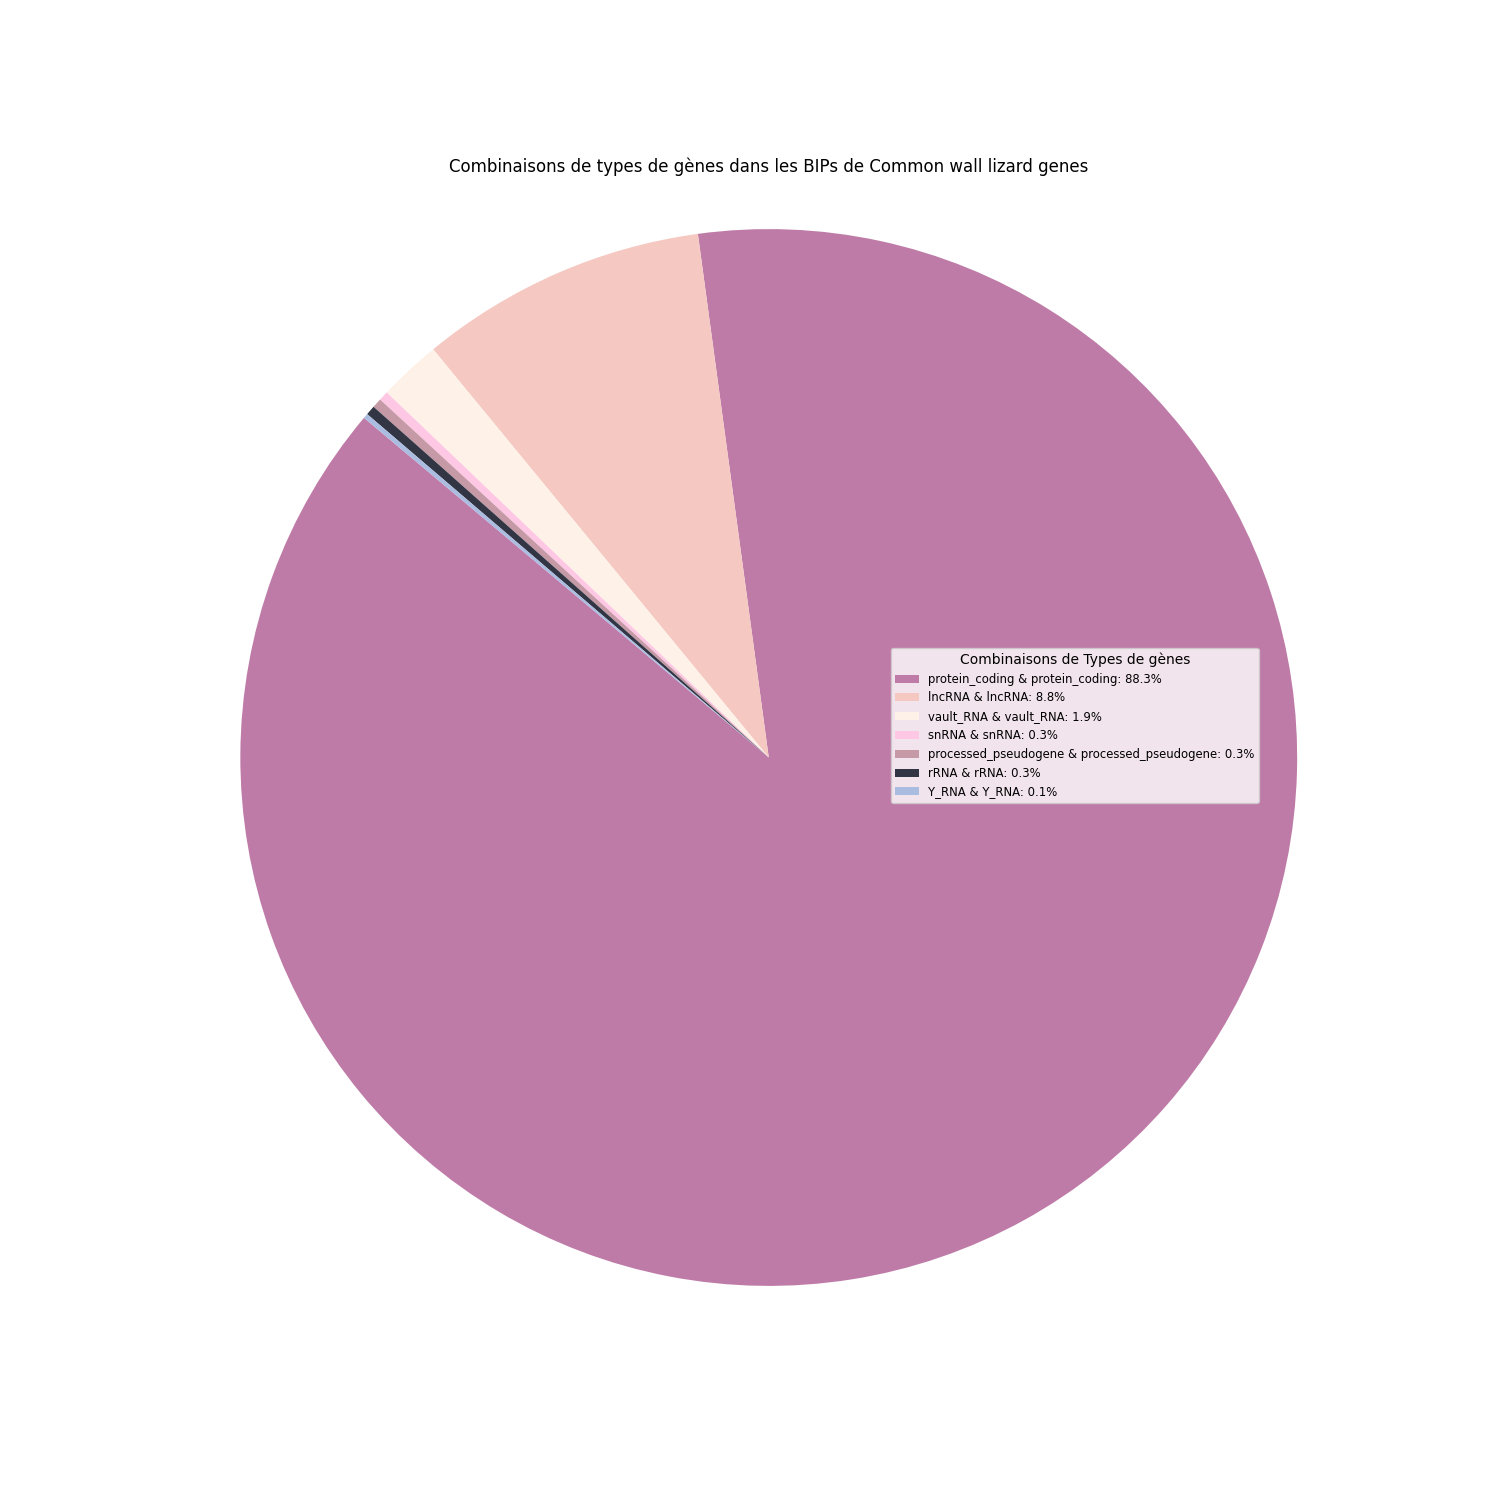 Combinaisons de types de gènes dans les BIPs de Common wall lizard genes
Combinaisons de Types de gènes
protein_coding & protein_coding: 88.3%
lncRNA & lncRNA: 8.8%
vault_RNA & vault_RNA: 1.9%
snRNA & snRNA: 0.3%
processed_pseudogene & processed_pseudogene: 0.3%
rRNA & rRNA: 0.3%
Y_RNA & Y_RNA: 0.1%